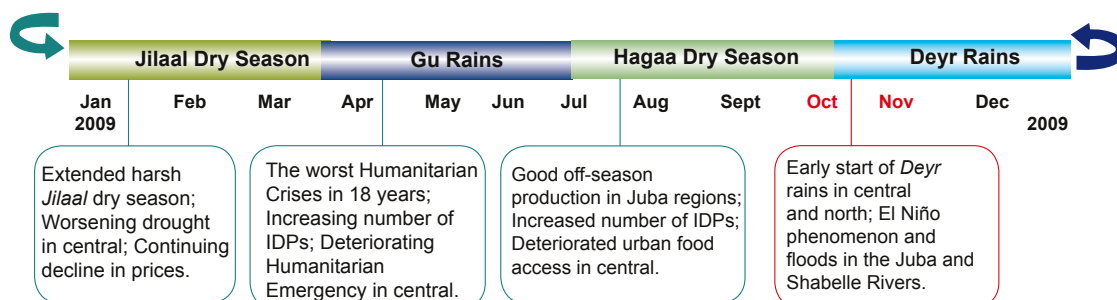 Jilaal Dry Season Gu Rains Hagaa Dry Season Deyr Rains
Jan Feb Mar Apr May Jun Jul Aug Sept Oct Nov Dec
2009 2009
Extended harsh
Jilaal dry season;
Worsening drought
in central; Continuing
decline in prices.
The worst Humanitarian
Crises in 18 years;
Increasing number of
IDPs; Deteriorating
Humanitarian
Emergency in central.
Good off-season
production in Juba regions;
Increased number of IDPs;
Deteriorated urban food
access in central.
Early start of Deyr
rains in central
and north; El Niño
phenomenon and
floods in the Juba and
Shabelle Rivers.